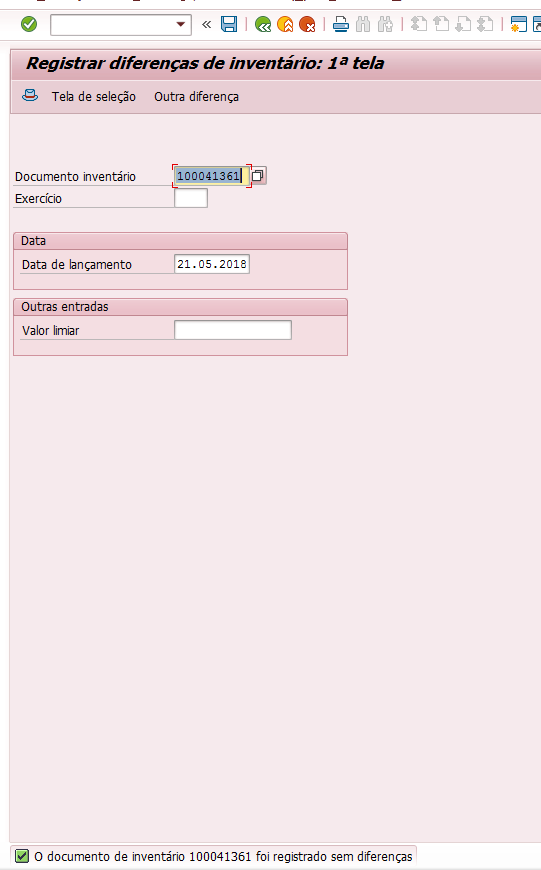 Registrar diferenças de inventário: 1ª tela
Tela de seleção Outra diferença
Documento inventário 100041361
Exercício
Data
Data de lançamento 21.05.2018
Outras entradas
Valor limiar
O documento de inventário 100041361 foi registrado sem diferenças